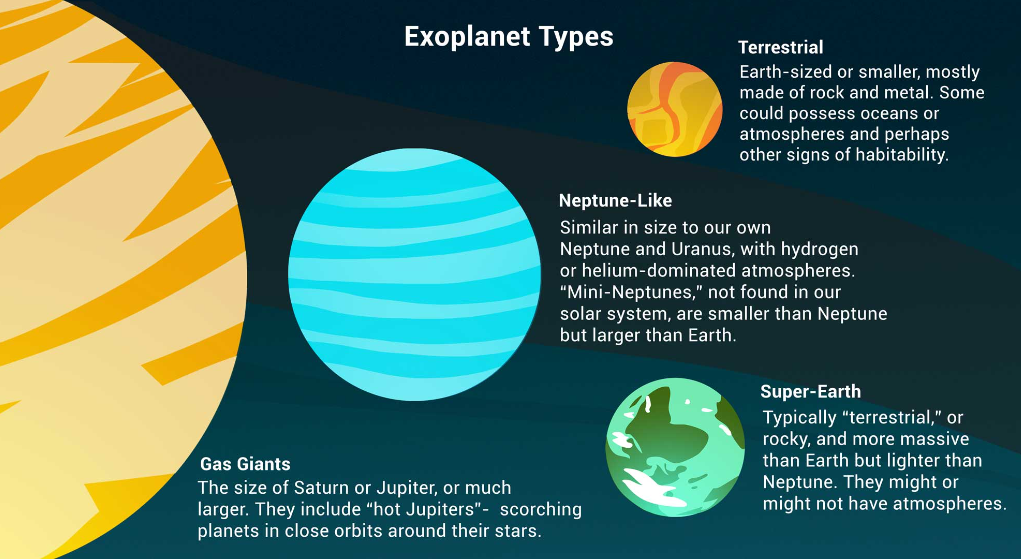 Exoplanet Types
Terrestrial
Earth-sized or smaller, mostly
made of rock and metal. Some
could possess oceans or
atmospheres and perhaps
other signs of habitability.
Neptune-Like
Similar in size to our own
Neptune and Uranus, with hydrogen
or helium-dominated atmospheres.
“Mini-Neptunes,” not found in our
solar system, are smaller than Neptune
but larger than Earth.
Super-Earth
Typically “terrestrial,” or
rocky, and more massive
than Earth but lighter than
Neptune. They might or
might not have atmospheres.
Gas Giants
The size of Saturn or Jupiter, or much
larger. They include “hot Jupiters”- scorching
planets in close orbits around their stars.